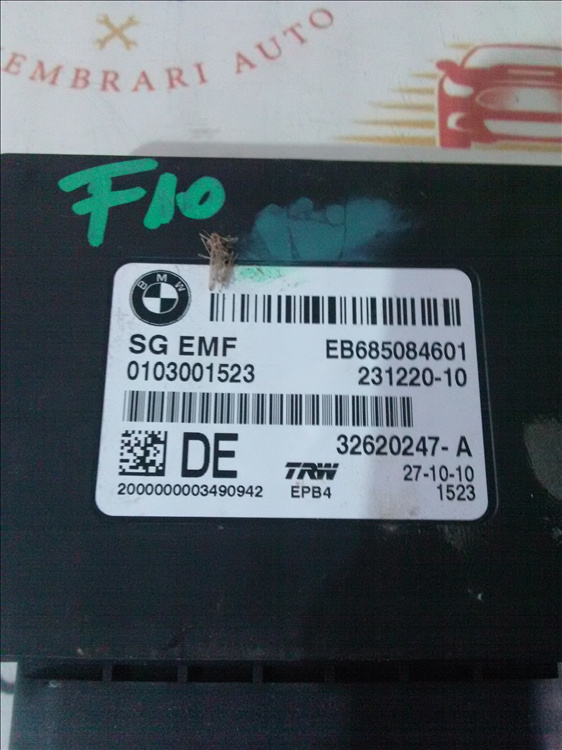 EMBRARI AUTO
F10
BMW
SG EMF EB685084601
0103001523 231220-10
DE 32620247-A
TRW 27-10-10
2000000003490942 EPB4 1523